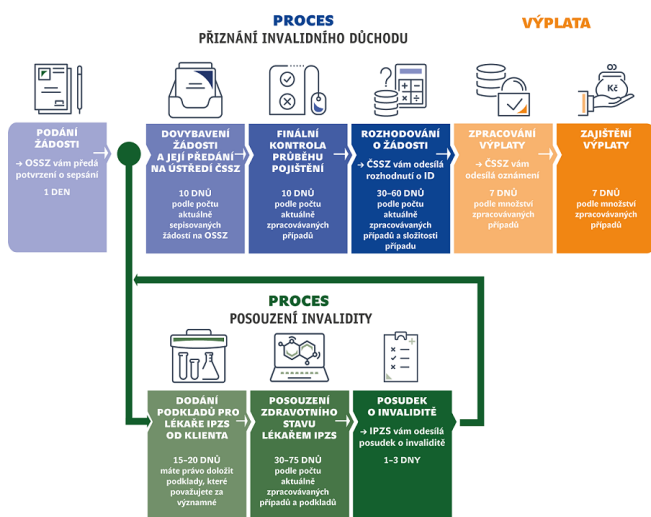 PROCES
PŘIZNÁNÍ INVALIDNÍHO DŮCHODU
VÝPLATA
Kč
PODÁNÍ
ŽÁDOSTI
→ OSSZ vám předá
potvrzení o sepsání
1 DEN
DOVYBAVENÍ
ŽÁDOSTI
A JEJÍ PŘEDÁNÍ
NA ÚSTŘEDÍ ČSSZ
10 DNŮ
podle počtu
aktuálně
sepisovaných
žádostí na OSSZ
FINÁLNÍ
KONTROLA
PRŮBĚHU
POJIŠTĚNÍ
10 DNŮ
podle počtu
aktuálně
zpracovávaných
případů
ROZHODOVÁNÍ
O ŽÁDOSTI
→ ČSSZ vám odesílá
rozhodnutí o ID
30–60 DNŮ
podle počtu
aktuálně
zpracovávaných
případů a složitosti
případu
ZPRACOVÁNÍ
VÝPLATY
→ ČSSZ vám
odesílá oznámení
7 DNŮ
podle množství
zpracovávaných
případů
ZAJIŠTĚNÍ
VÝPLATY
7 DNŮ
podle množství
zpracovávaných
případů
PROCES
POSOUZENÍ INVALIDITY
DODÁNÍ
PODKLADŮ PRO
LÉKAŘE IPZS
OD KLIENTA
15–20 DNŮ
máte právo doložit
podklady, které
považujete za
významné
POSOUZENÍ
ZDRAVOTNÍHO
STAVU
LÉKAŘEM IPZS
30–75 DNŮ
podle počtu
aktuálně
zpracovávaných
případů a podkladů
POSUDEK
O INVALIDITĚ
→ IPZS vám odesílá
posudek o invaliditě
1–3 DNY